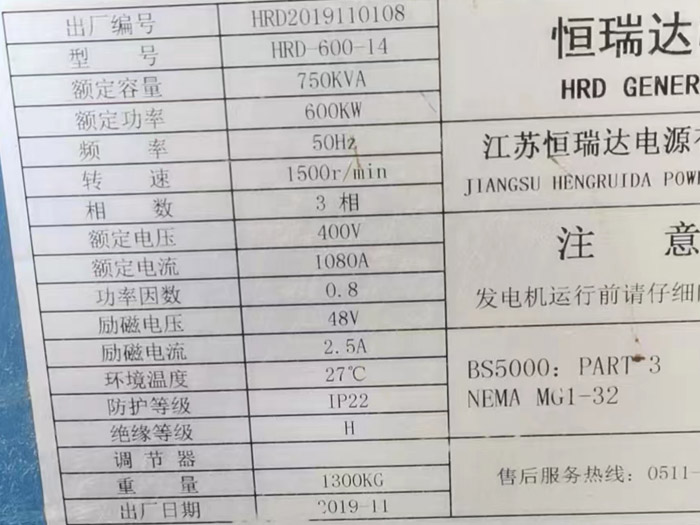 出厂编号 HRD2019110108
型 号 HRD-600-14
额定容量 750KVA
额定功率 600KW
频 率 50Hz
转 速 1500r/min
相 数 3 相
额定电压 400V
额定电流 1080A
功率因数 0.8
励磁电压 48V
励磁电流 2.5A
环境温度 27℃
防护等级 IP22
绝缘等级 H
调 节 器
重 量 1300KG
出厂日期 2019-11
恒瑞达
HRD GENER
江苏恒瑞达电源
JIANGSU HENGRUIDA POW
注 意
发电机运行前请仔细
BS5000: PART 3
NEMA MG1-32
售后服务热线: 0511-